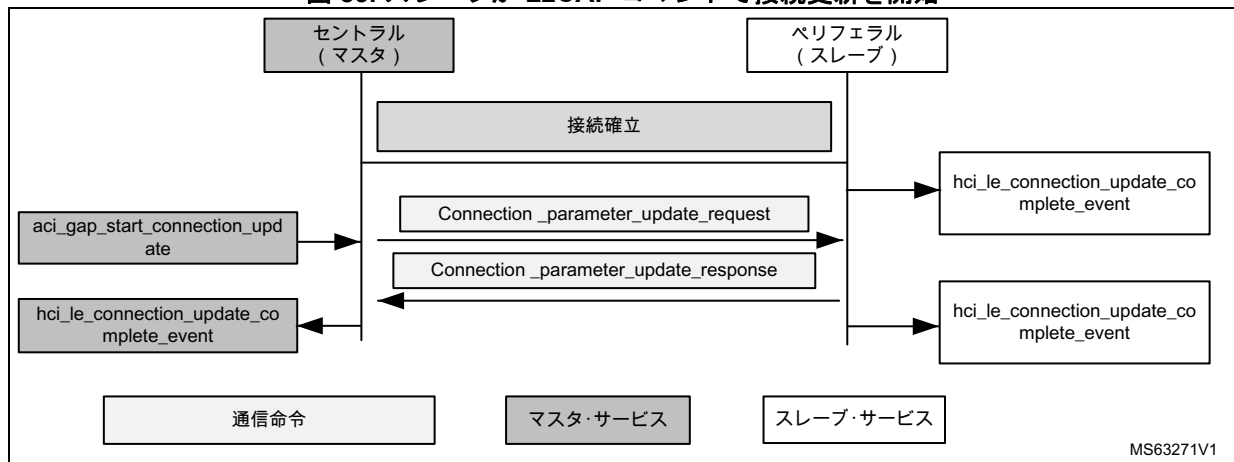 セントラル
(マスタ)
ペリフェラル
(スレーブ)
接続確立
hci_le_connection_update_co
mplete_event
Connection _parameter_update_request
aci_gap_start_connection_upd
ate
Connection _parameter_update_response
hci_le_connection_update_co
mplete_event
hci_le_connection_update_co
mplete_event
通信命令
マスタ･サービス
スレーブ･サービス
MS63271V1